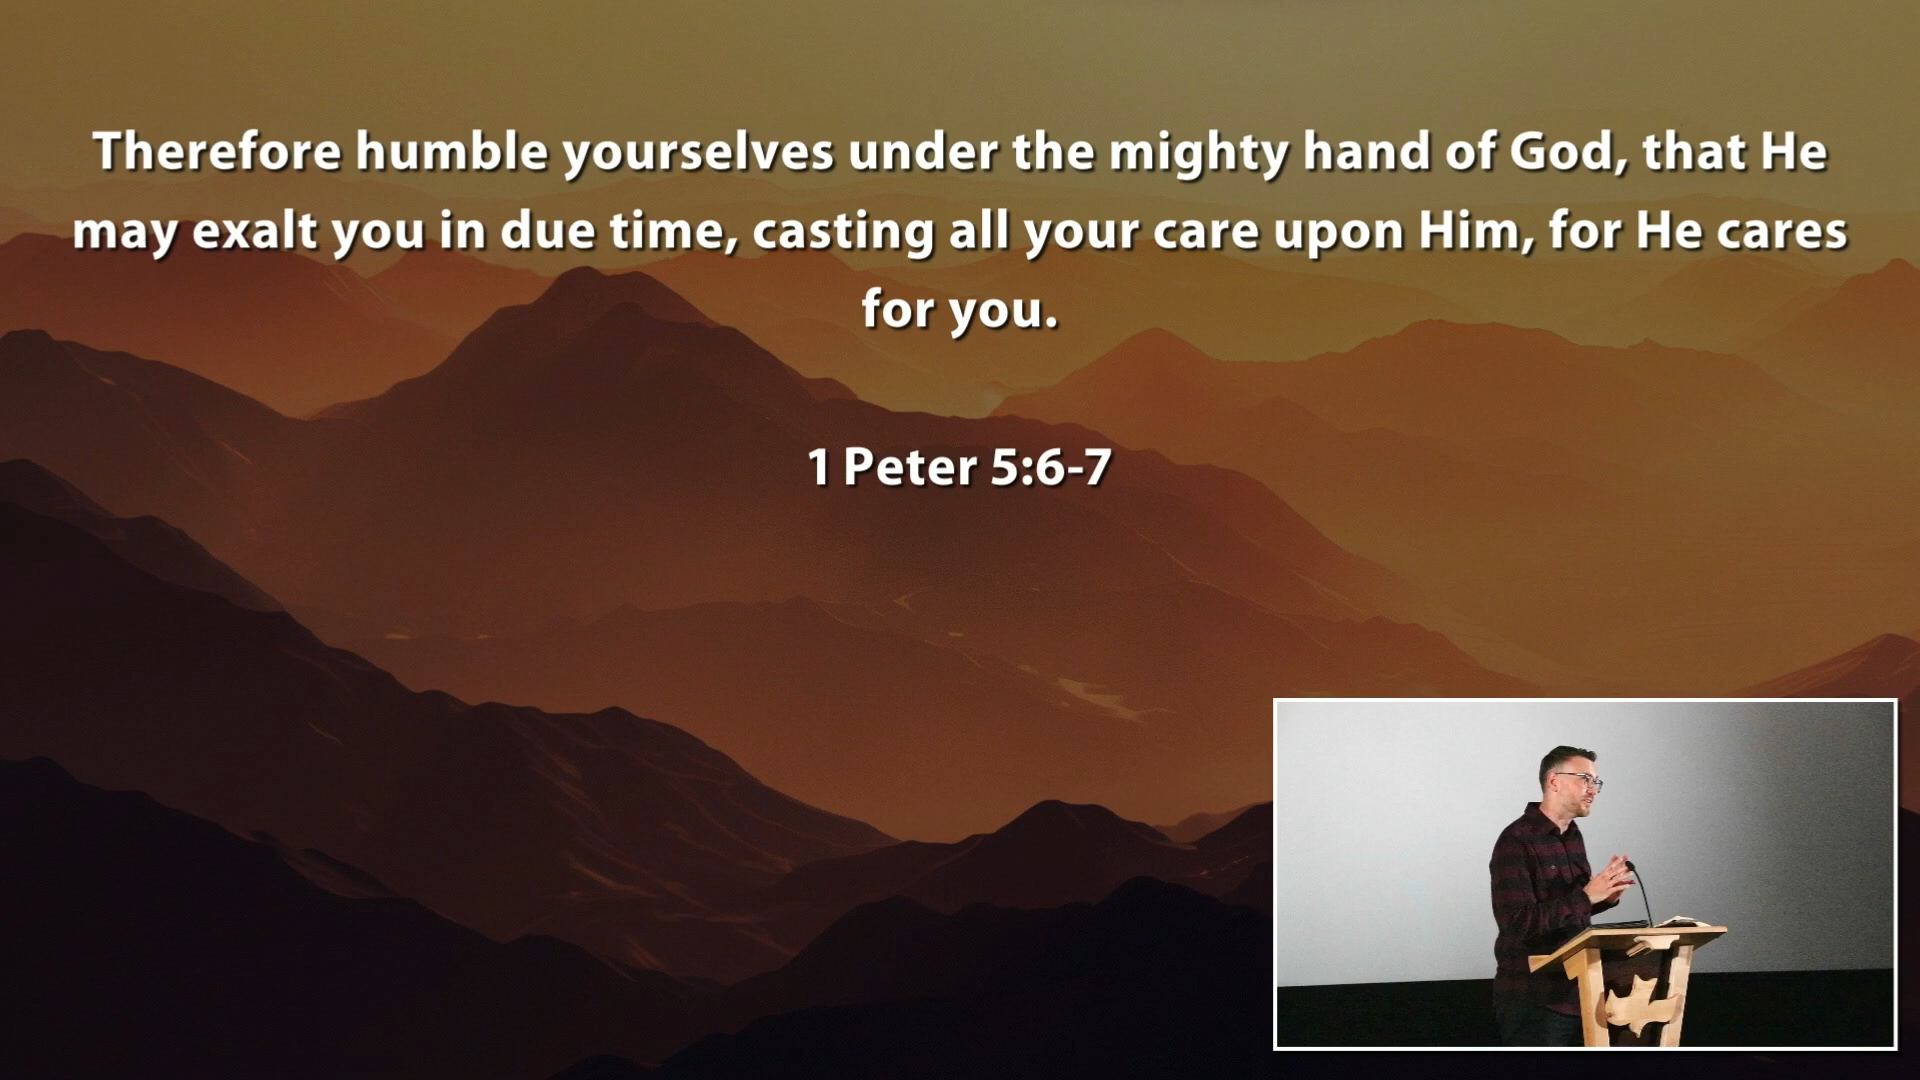 Therefore humble yourselves under the mighty hand of God, that He
may exalt you in due time, casting all your care upon Him, for He cares
for you.
1 Peter 5:6-7